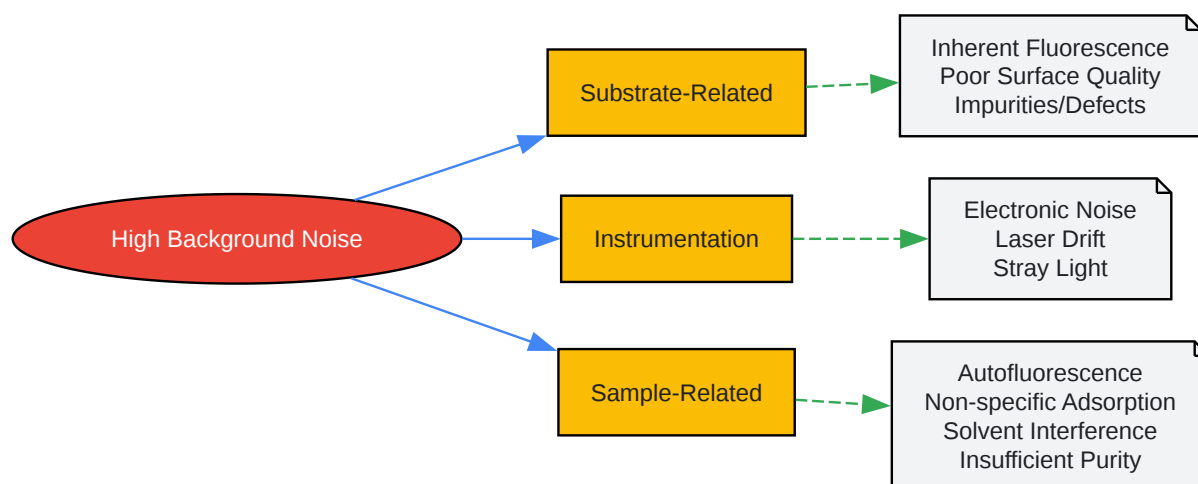 High Background Noise
Substrate-Related
Inherent Fluorescence
Poor Surface Quality
Impurities/Defects
Instrumentation
Electronic Noise
Laser Drift
Stray Light
Sample-Related
Autofluorescence
Non-specific Adsorption
Solvent Interference
Insufficient Purity